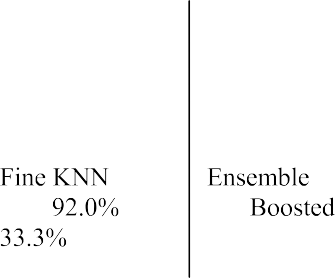 Fine KNN
92.0%
33.3%
Ensemble
Boosted